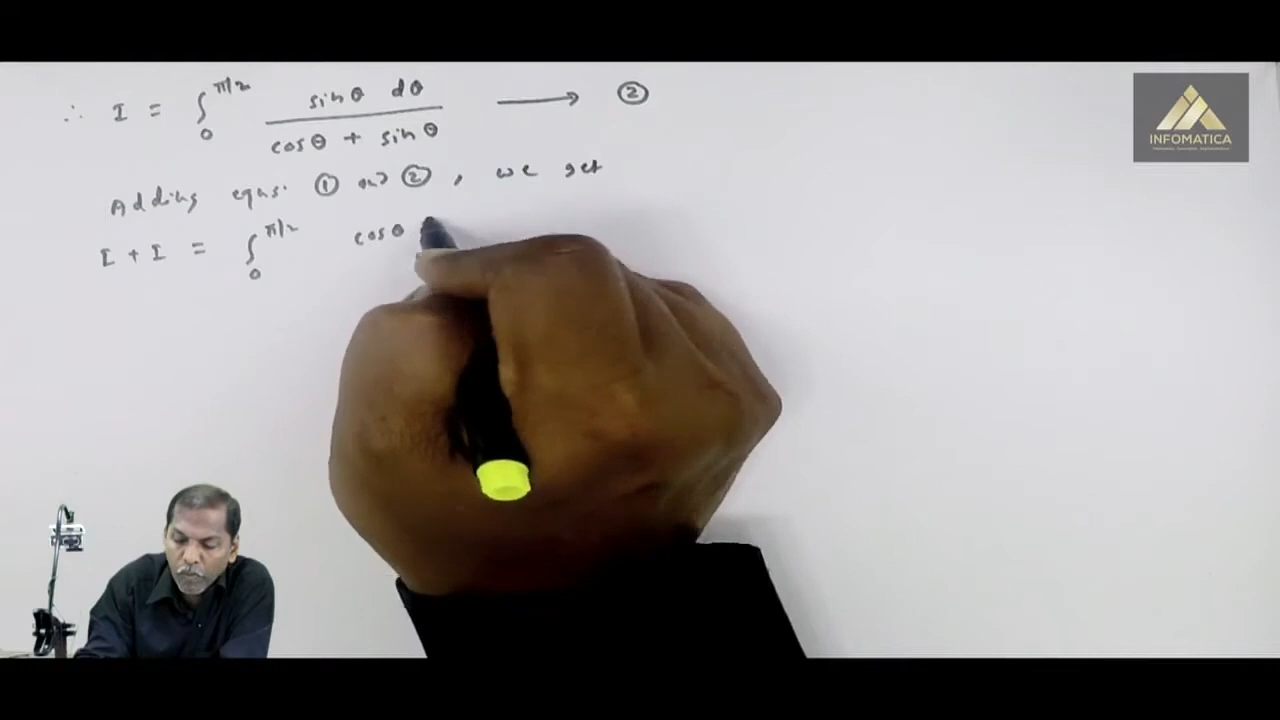 ∴ I = ∫₀^π/2 sinθ dθ / cosθ + sinθ ⟶ ②
Adding eqns. ① and ②, we get
I + I = ∫₀^π/2 cosθ
INFOMATICA